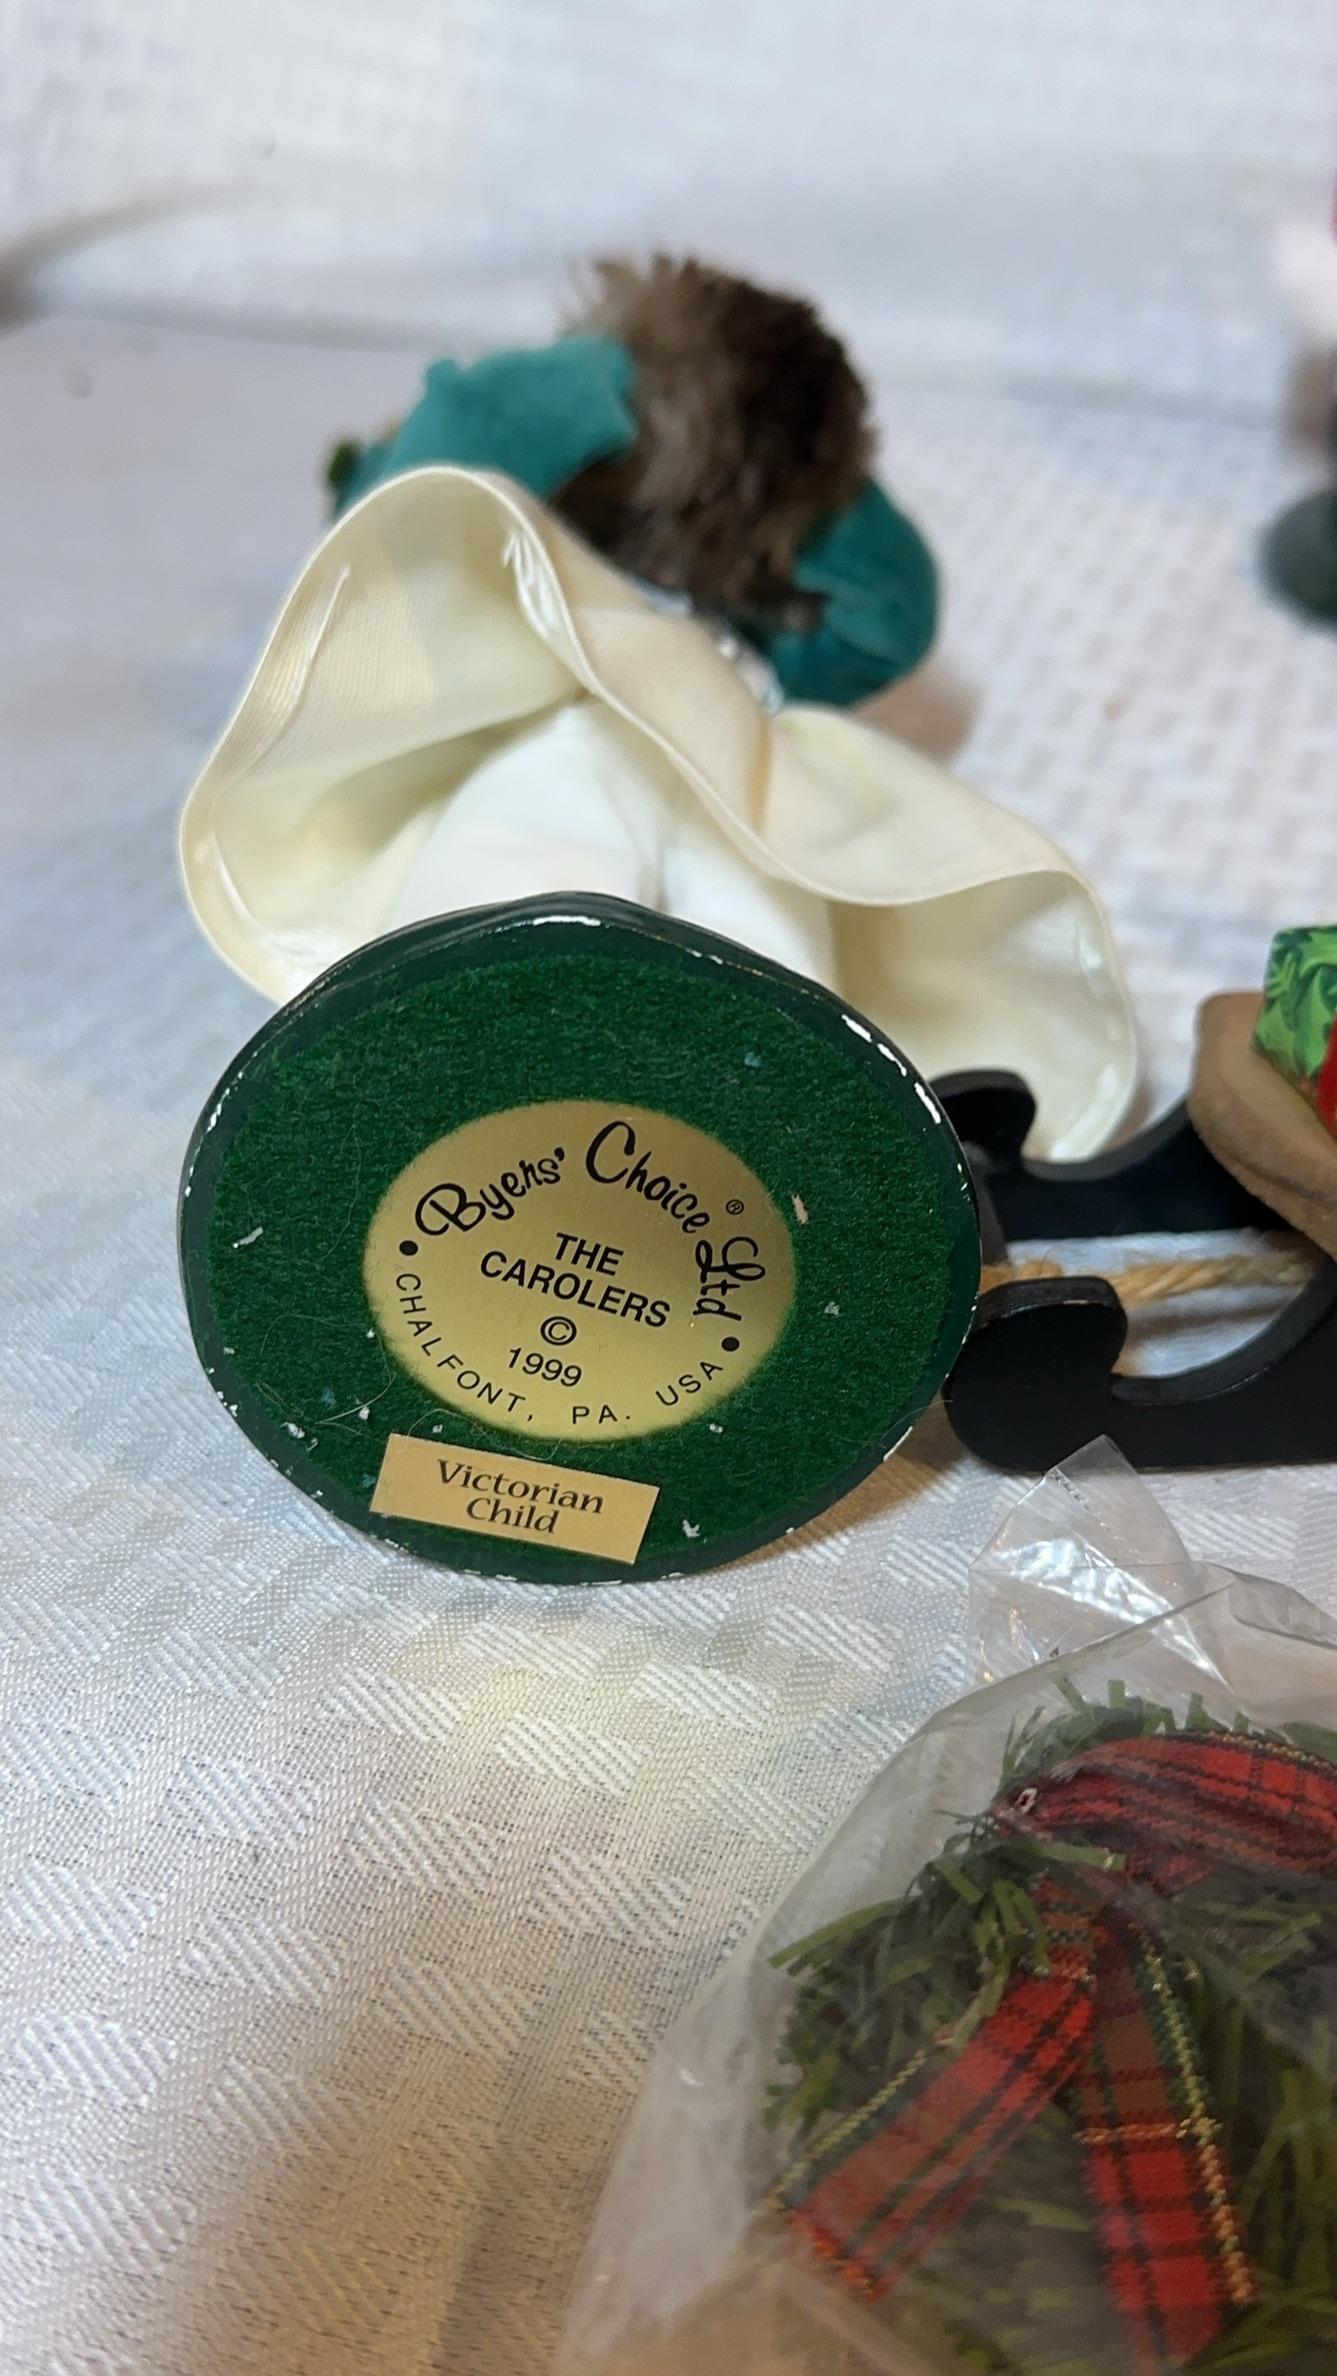 Byers' Choice Ltd®
THE
CAROLERS
©
1999
• CHALFONT, PA. USA •
Victorian
Child